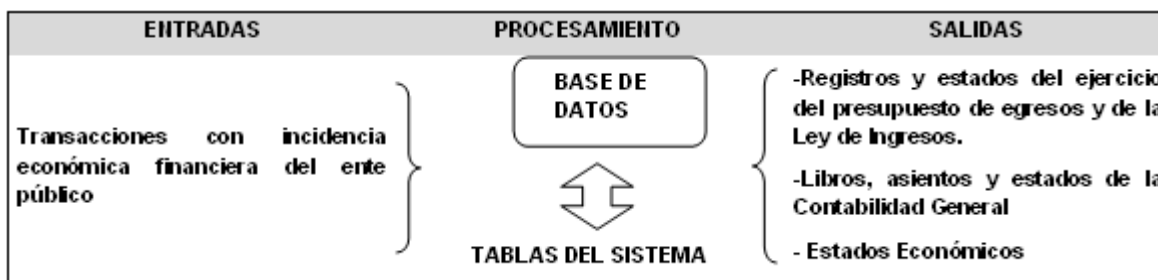 ENTRADAS PROCESAMIENTO SALIDAS
Transacciones con incidencia
económica financiera del ente
público
BASE DE
DATOS
TABLAS DEL SISTEMA
-Registros y estados del ejercicio
del presupuesto de egresos y de la
Ley de Ingresos.
-Libros, asientos y estados de la
Contabilidad General
- Estados Económicos